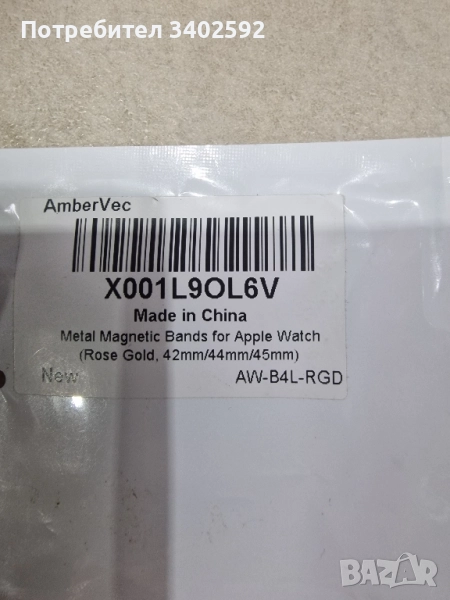 Потребител 3402592
AmberVec
X001L9OL6V
Made in China
Metal Magnetic Bands for Apple Watch
(Rose Gold, 42mm/44mm/45mm)
New AW-B4L-RGD
BAZAR